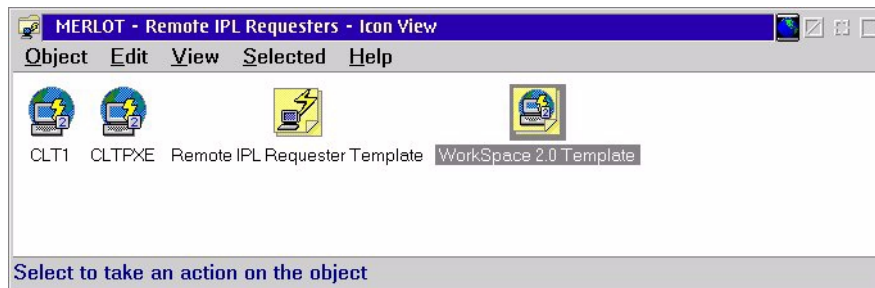 MERLOT - Remote IPL Requesters - Icon View
Object Edit View Selected Help
CLT1 CLTPXE Remote IPL Requester Template WorkSpace 2.0 Template
Select to take an action on the object